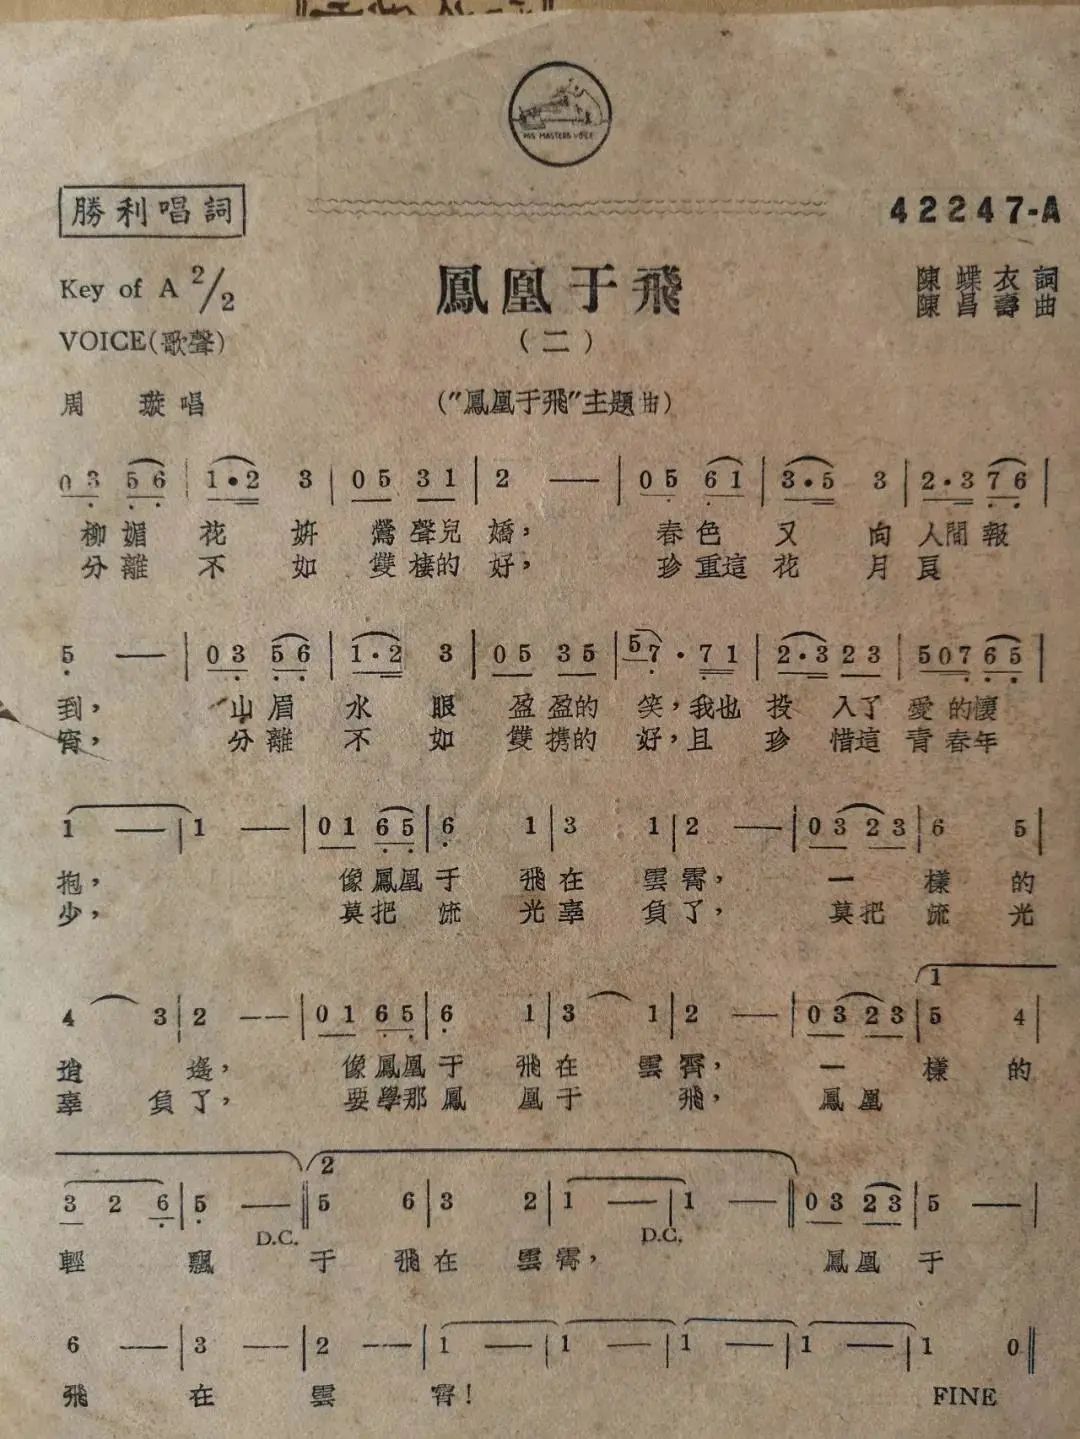 HIS MASTERS VOICE
勝利唱詞
42247-A
Key of A 2/2
鳳凰于飛
陳蝶衣詞
陳昌壽曲
VOICE(歌聲)
(二)
周璇唱
("鳳凰于飛"主題曲)
0 3 5 6 | 1•2 3 | 0 5 3 1 | 2 — | 0 5 6 1 | 3•5 3 | 2•3 7 6 |
柳媚花妍鶯聲兒嬌，春色又向人間報
分離不如雙棲的好，珍重這花月良
5 — | 0 3 5 6 | 1•2 3 | 0 5 3 5 | 5 7•7 1 | 2•3 2 3 | 5 0 7 6 5 |
到，山眉水眼盈盈的笑，我也投入了愛的懷
宵，分離不如雙携的好，且珍惜這青春年
1 — | 1 — | 0 1 6 5 | 6 1 | 3 1 | 2 — | 0 3 2 3 | 6 5 |
抱，像鳳凰于飛在雲霄，一樣的
少，莫把流光辜負了，莫把流光
4 3 | 2 — | 0 1 6 5 | 6 1 | 3 1 | 2 — | 0 3 2 3 | 1 5 4 |
逍遙，像鳳凰于飛在雲霄，一樣的
辜負了，要學那鳳凰于飛，鳳凰
3 2 6 | 5 — || 2 5 6 | 3 2 | 1 — | 1 — || 0 3 2 3 | 5 — |
D.C. D.C.
輕飄于飛在雲霄，鳳凰于
6 — | 3 — | 2 — | 1 — | 1 — | 1 — | 1 — | 1 0 ||
飛在雲霄！ FINE